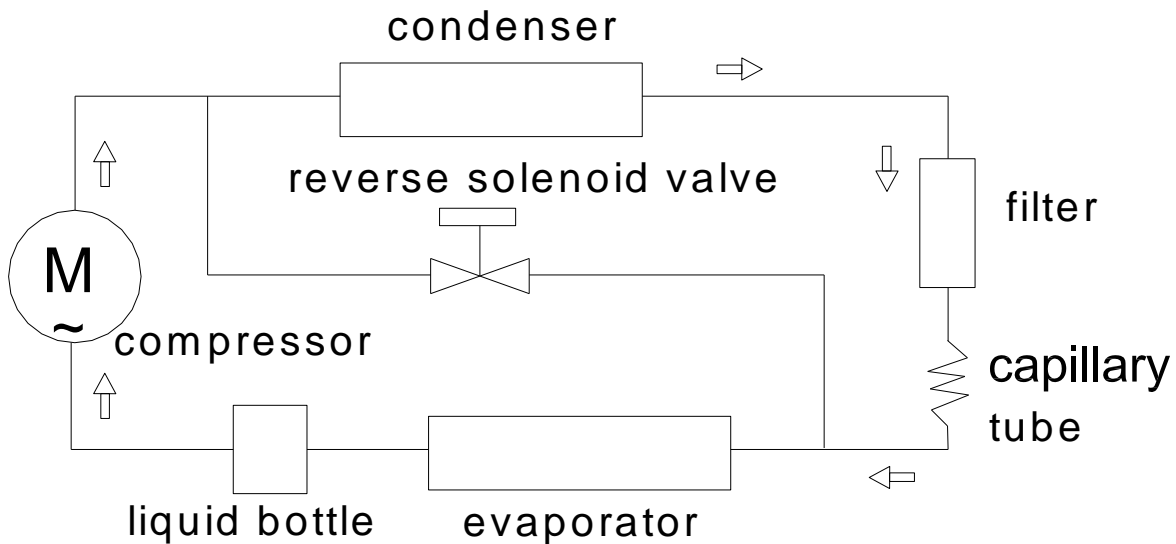 condenser
reverse solenoid valve
filter
M
~
compressor
capillary
tube
liquid bottle
evaporator